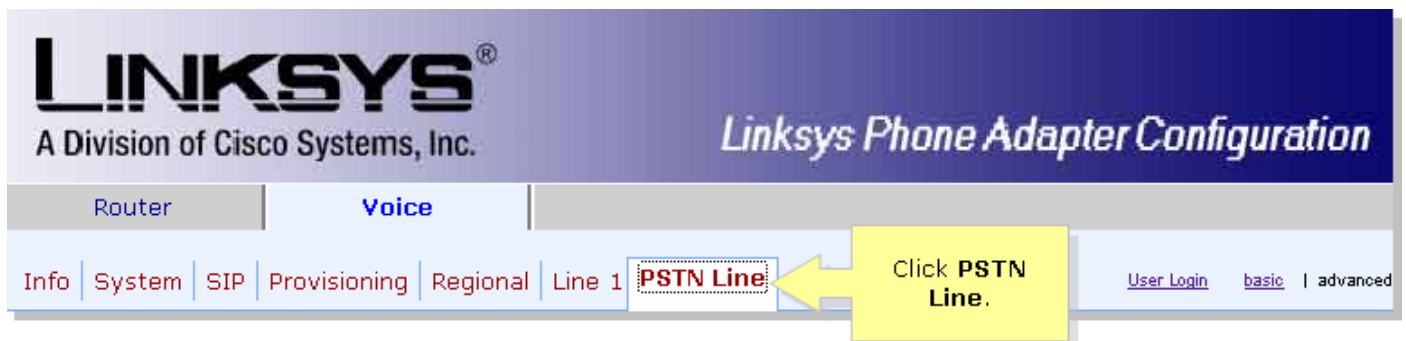 LINKSYS®
A Division of Cisco Systems, Inc.
Linksys Phone Adapter Configuration
Router Voice
Info System SIP Provisioning Regional Line 1 PSTN Line
Click PSTN
Line.
User Login basic | advanced